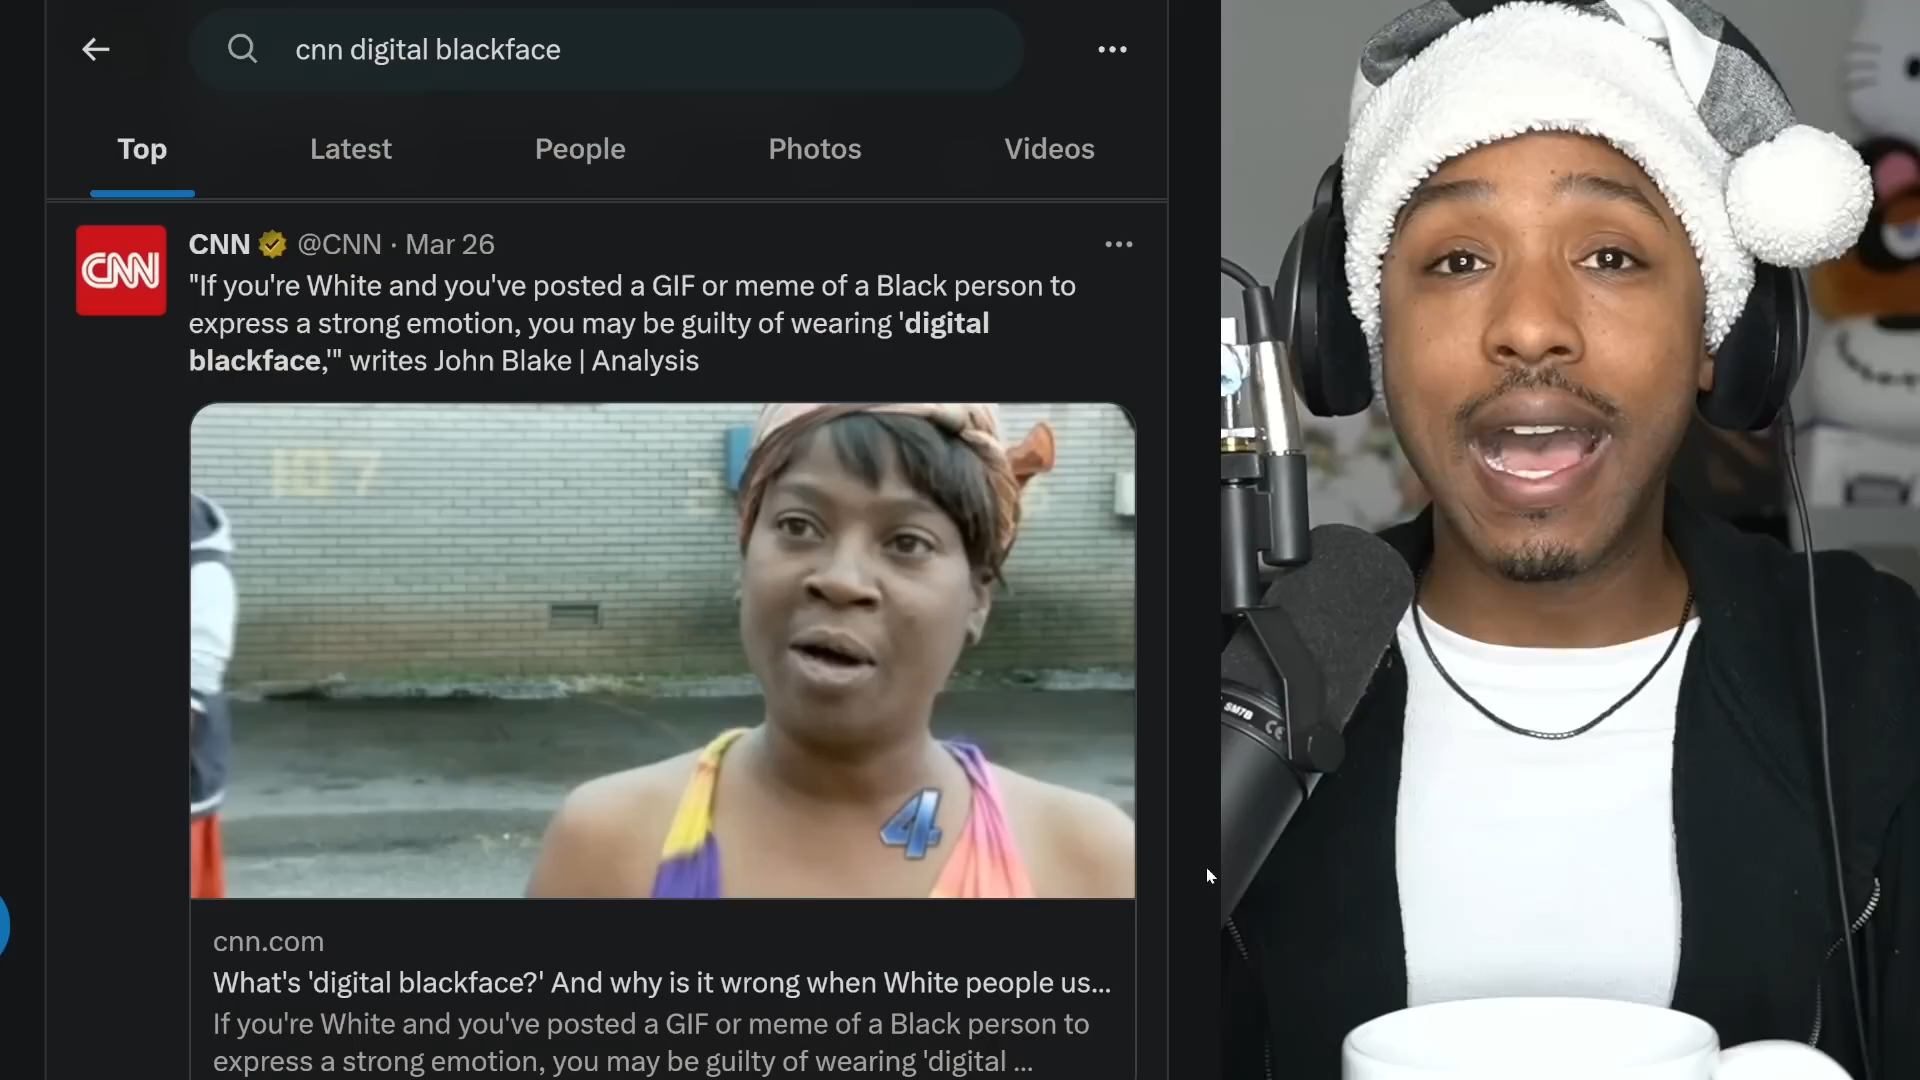 cnn digital blackface
Top Latest People Photos Videos
CNN @CNN · Mar 26
"If you're White and you've posted a GIF or meme of a Black person to
express a strong emotion, you may be guilty of wearing 'digital
blackface,'" writes John Blake | Analysis
CNN
107
4
cnn.com
What's 'digital blackface?' And why is it wrong when White people us...
If you're White and you've posted a GIF or meme of a Black person to
express a strong emotion, you may be guilty of wearing 'digital ...
SM7B CE